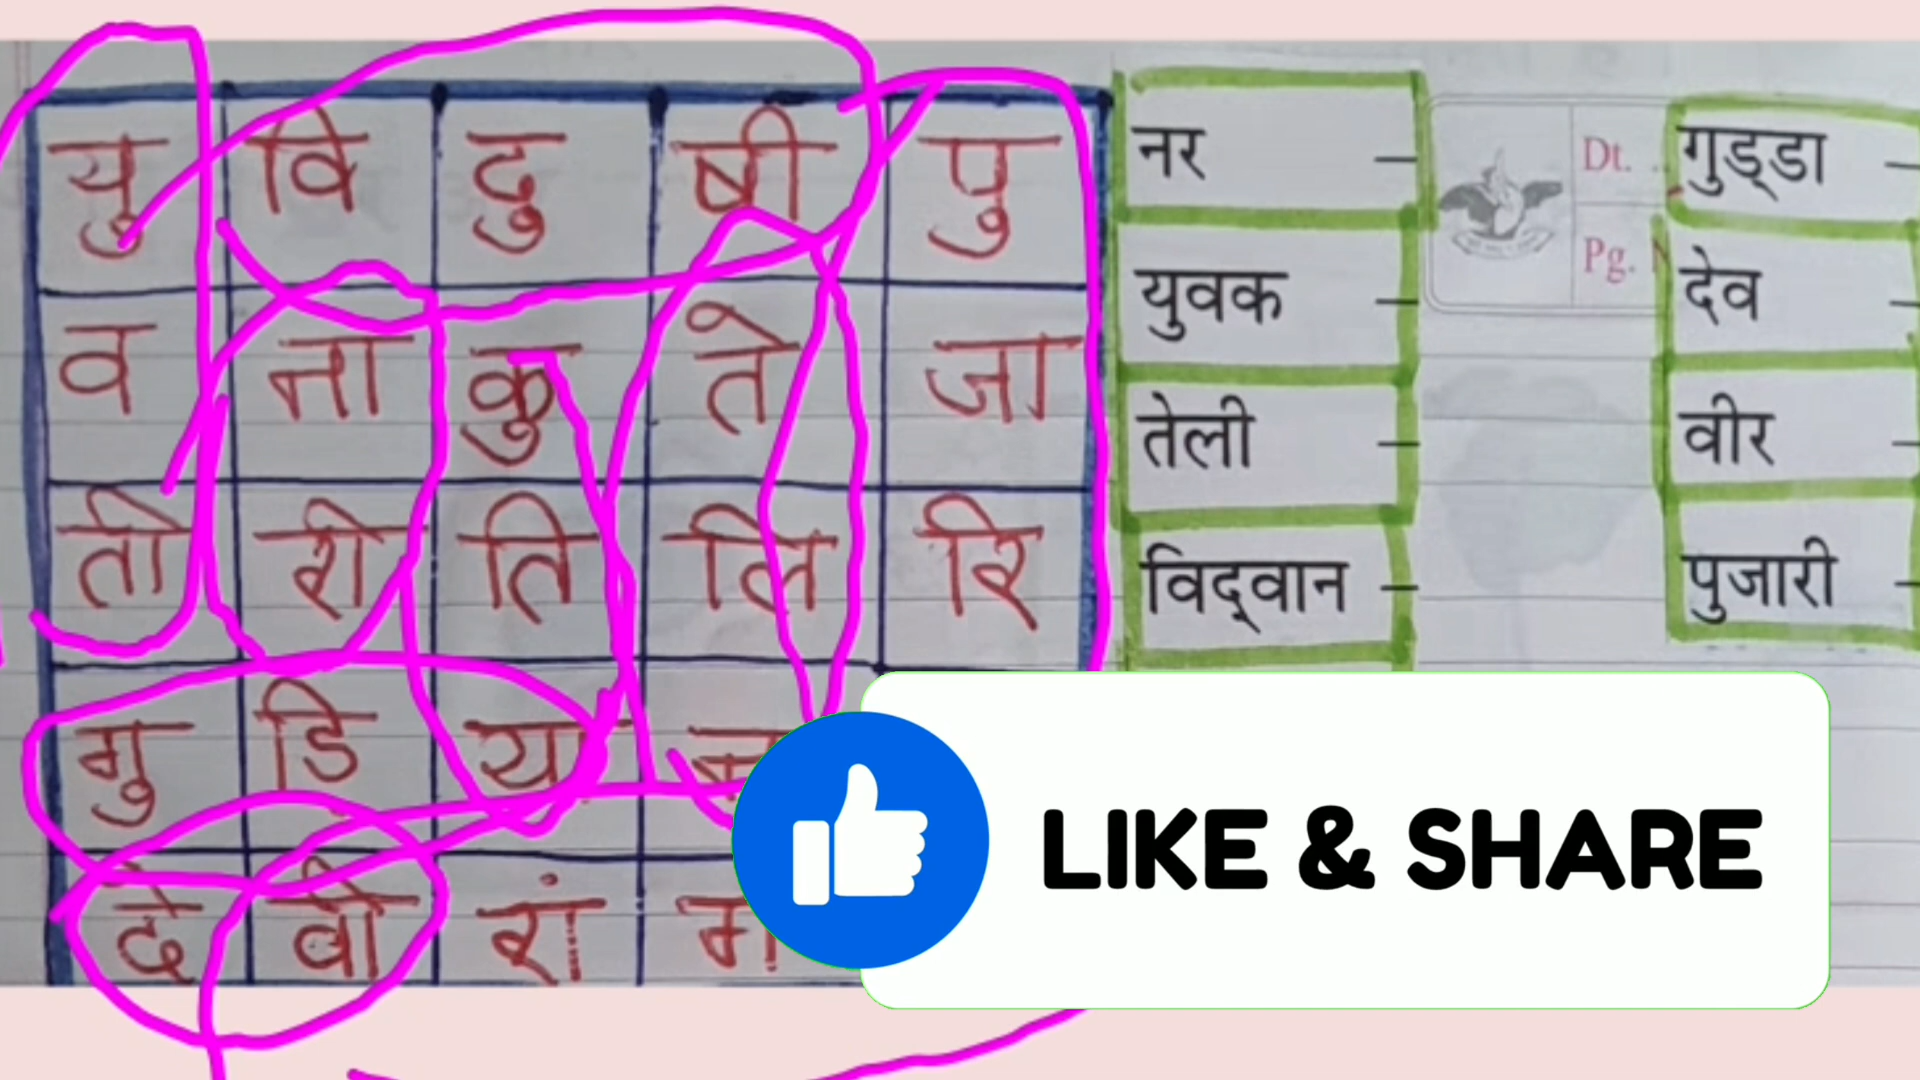 यु वि दु षी पु
व ना कु ते जा
ती री ति लि रि
गु डि या न
दे वी रां ग
नर –
युवक –
तेली –
विद्वान –
Dt.
Pg.
गुड्डा –
देव –
वीर –
पुजारी –
LIKE & SHARE